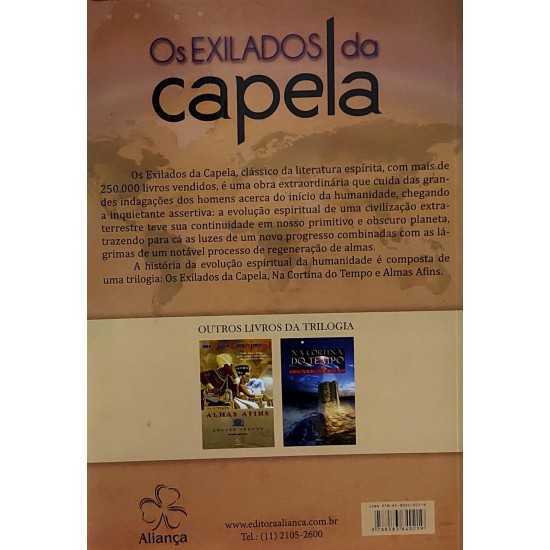 Os EXILADOS da
capela
Os Exilados da Capela, clássico da literatura espírita, com mais de
250.000 livros vendidos, é uma obra extraordinária que cuida das gran-
des indagações dos homens acerca do início da humanidade, chegando
a inquietante assertiva: a evolução espiritual de uma civilização extra-
terrestre teve sua continuidade em nosso primitivo e obscuro planeta,
trazendo para cá as luzes de um novo progresso combinadas com as lá-
grimas de um notável processo de regeneração de almas.
A história da evolução espiritual da humanidade é composta de
uma trilogia: Os Exilados da Capela, Na Cortina do Tempo e Almas Afins.
OUTROS LIVROS DA TRILOGIA
ALMAS AFINS
NA CORTINA
DO TEMPO
Aliança
www.editoraalianca.com.br
Tel.: (11) 2105-2600